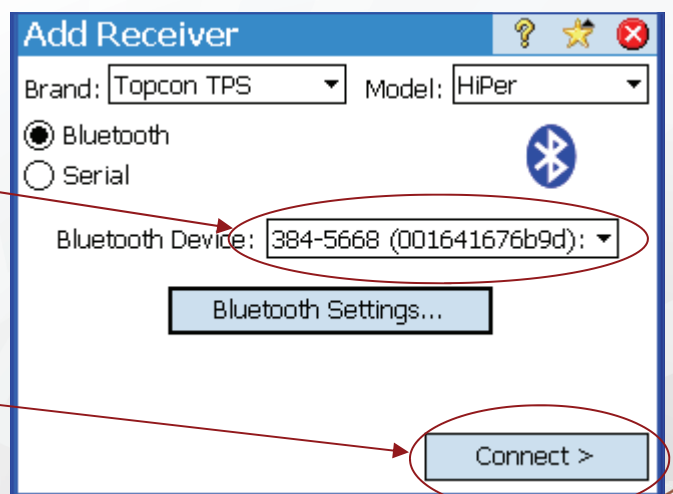 Add Receiver
Brand: Topcon TPS Model: HiPer
Bluetooth
Serial
Bluetooth Device: 384-5668 (001641676b9d):
Bluetooth Settings...
Connect >